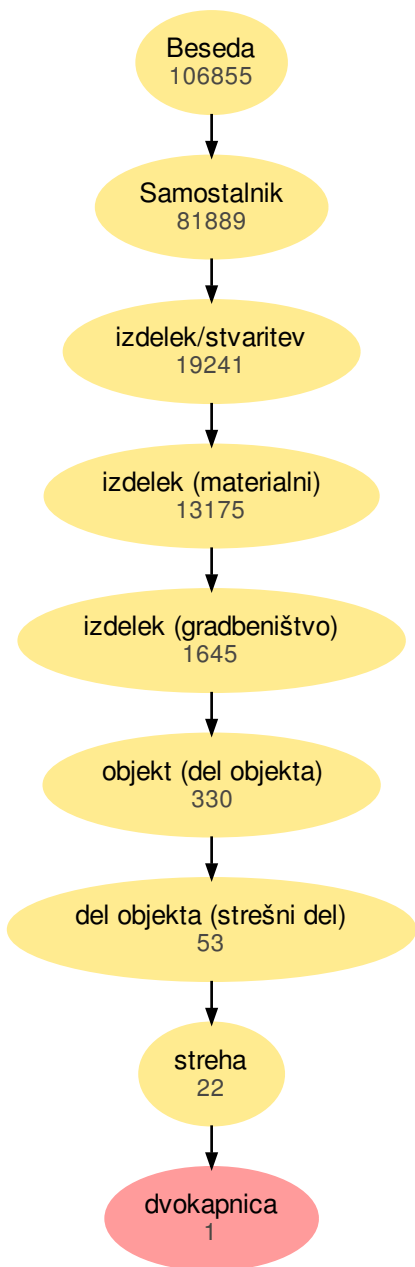 Beseda
106855
Samostalnik
81889
izdelek/stvaritev
19241
izdelek (materialni)
13175
izdelek (gradbeništvo)
1645
objekt (del objekta)
330
del objekta (strešni del)
53
streha
22
dvokapnica
1